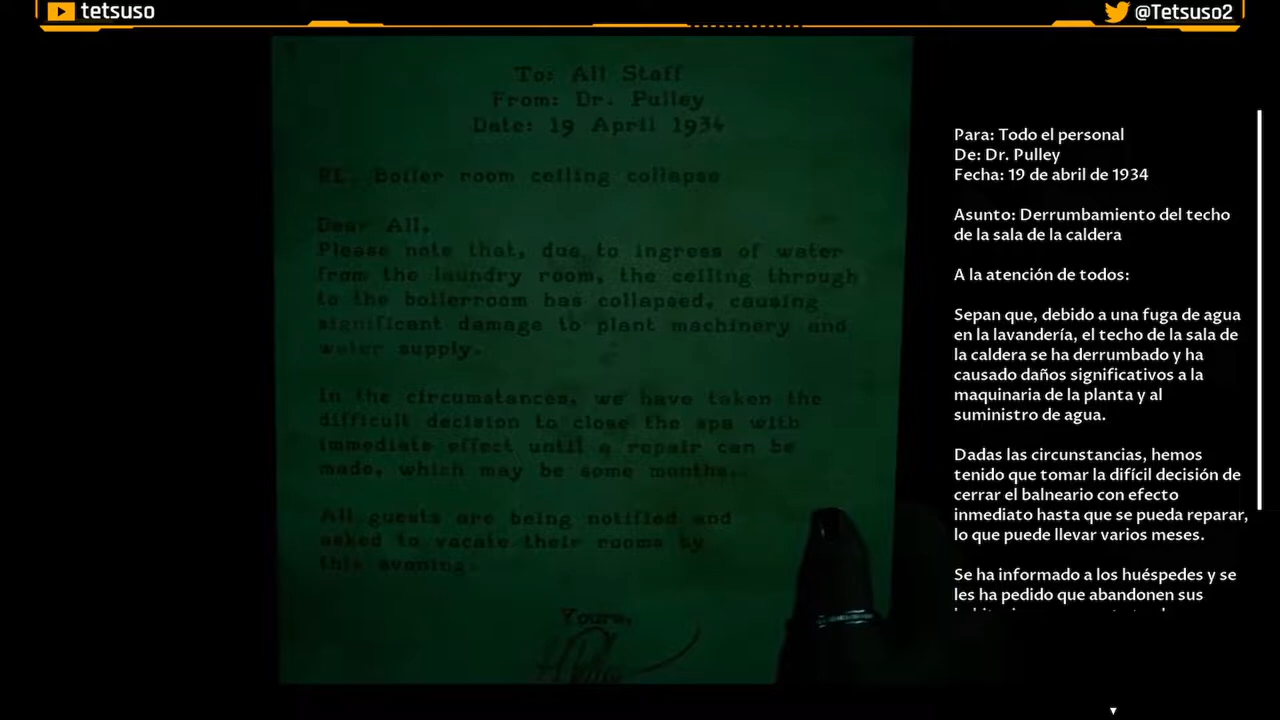 tetsuso
@Tetsuso2
To: All Staff
From: Dr. Pulley
Date: 19 April 1934
RE. Boiler room ceiling collapse
Dear All,
Please note that, due to ingress of water
from the laundry room, the ceiling through
to the boilerroom has collapsed, causing
significant damage to plant machinery and
water supply.
In the circumstances, we have taken the
difficult decision to close the spa with
immediate effect until a repair can be
made, which may be some months..
All guests are being notified and
asked to vacate their rooms by
this evening.
Yours,
Para: Todo el personal
De: Dr. Pulley
Fecha: 19 de abril de 1934
Asunto: Derrumbamiento del techo
de la sala de la caldera
A la atención de todos:
Sepan que, debido a una fuga de agua
en la lavandería, el techo de la sala de
la caldera se ha derrumbado y ha
causado daños significativos a la
maquinaria de la planta y al
suministro de agua.
Dadas las circunstancias, hemos
tenido que tomar la difícil decisión de
cerrar el balneario con efecto
inmediato hasta que se pueda reparar,
lo que puede llevar varios meses.
Se ha informado a los huéspedes y se
les ha pedido que abandonen sus